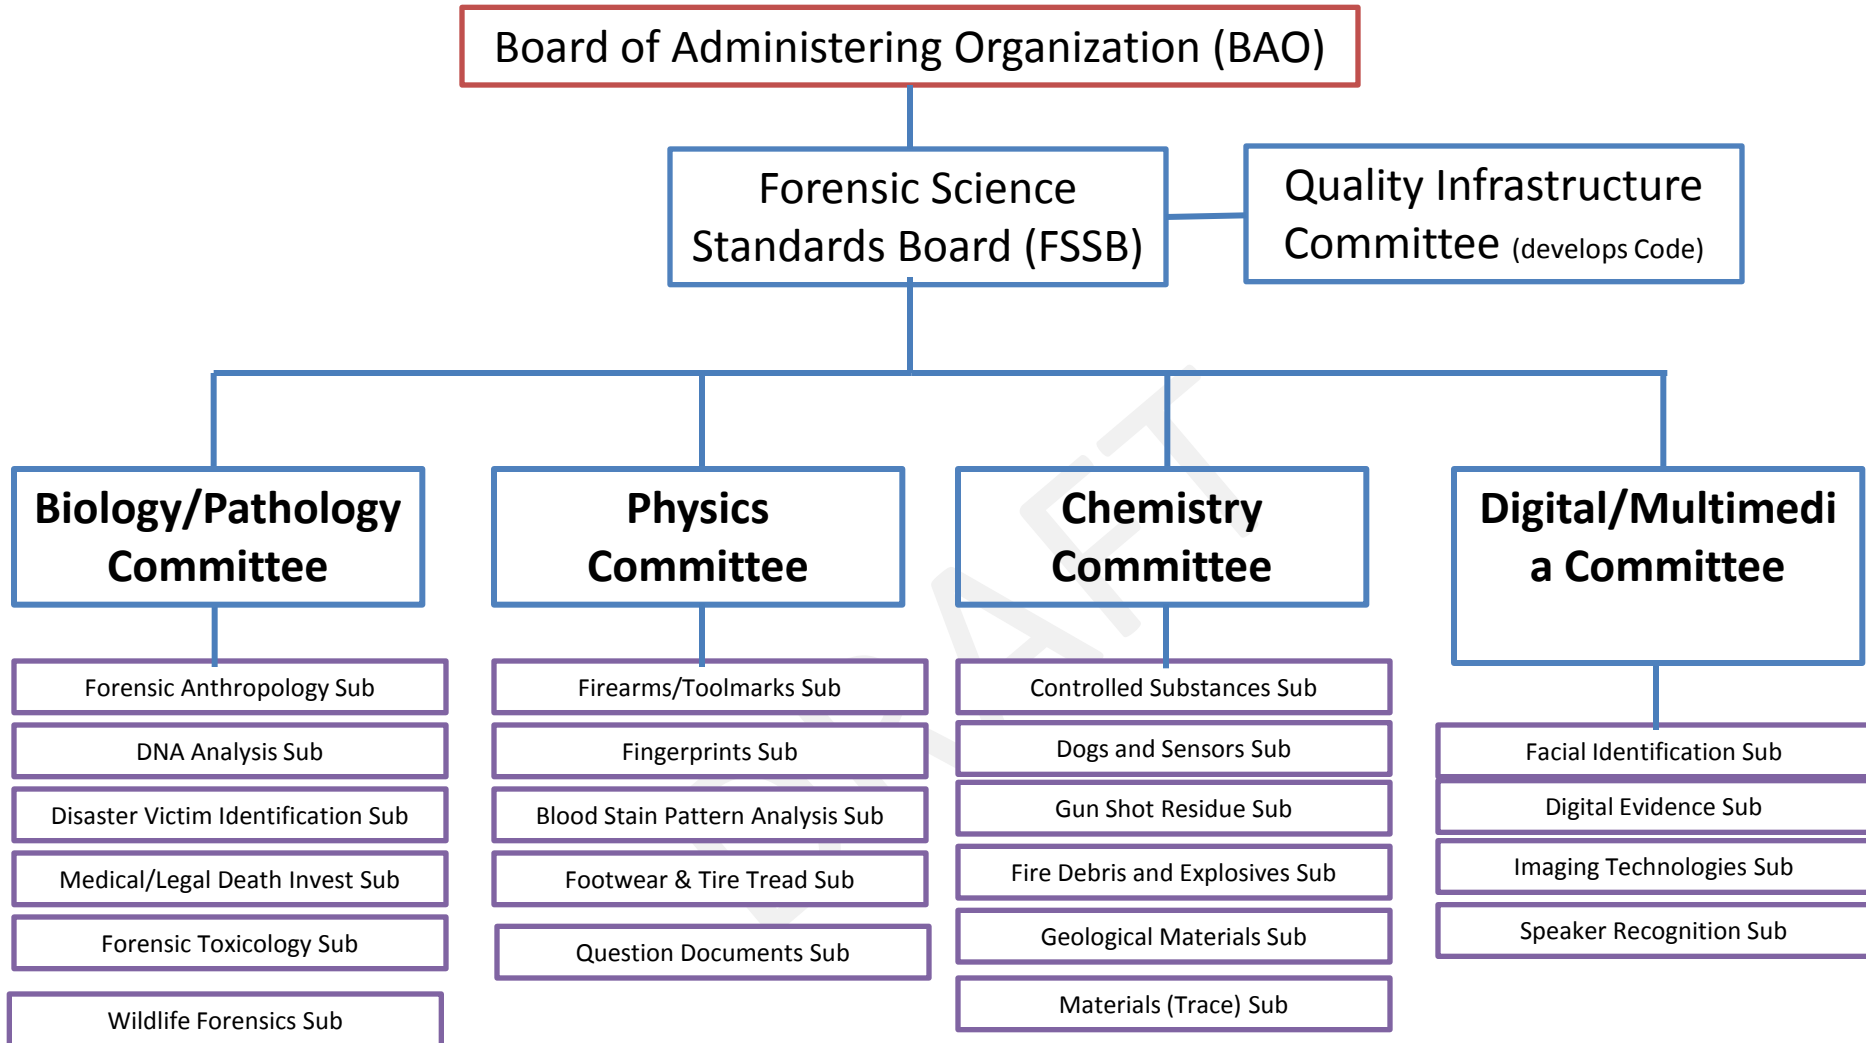 Board of Administering Organization (BAO)
Forensic Science
Standards Board (FSSB)
Quality Infrastructure
Committee (develops Code)
Biology/Pathology
Committee
Physics
Committee
Chemistry
Committee
Digital/Multimedi
a Committee
Forensic Anthropology Sub
DNA Analysis Sub
Disaster Victim Identification Sub
Medical/Legal Death Invest Sub
Forensic Toxicology Sub
Wildlife Forensics Sub
Firearms/Toolmarks Sub
Fingerprints Sub
Blood Stain Pattern Analysis Sub
Footwear & Tire Tread Sub
Question Documents Sub
Controlled Substances Sub
Dogs and Sensors Sub
Gun Shot Residue Sub
Fire Debris and Explosives Sub
Geological Materials Sub
Materials (Trace) Sub
Facial Identification Sub
Digital Evidence Sub
Imaging Technologies Sub
Speaker Recognition Sub
DRAFT